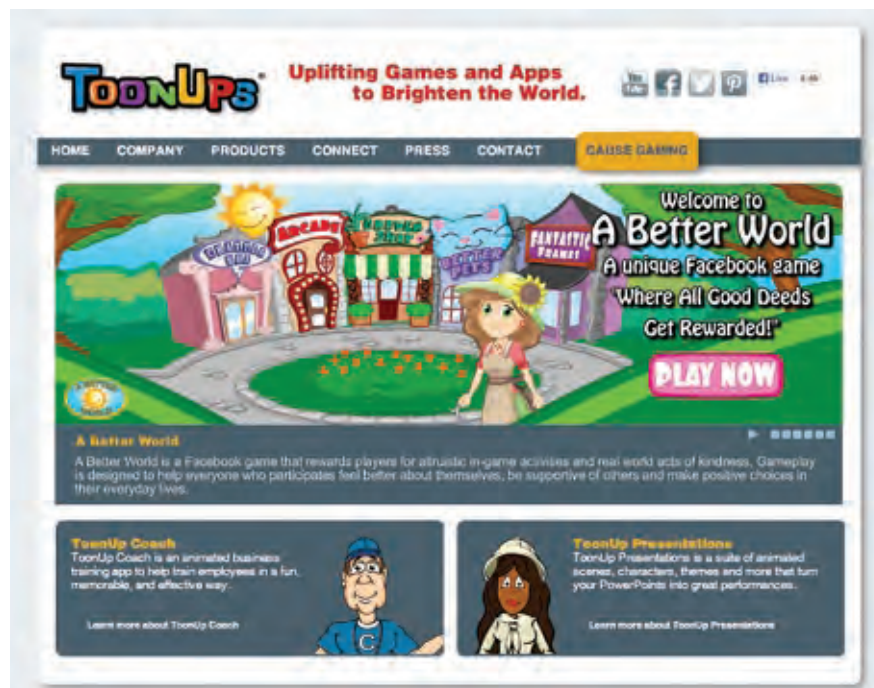 TOONUPS
Uplifting Games and Apps
to Brighten the World.
You
Like
HOME COMPANY PRODUCTS CONNECT PRESS CONTACT CAUSE GAMING
ARCADE
SHOP
BETTER
PETS
FANTASTIC
FRAMES
Welcome to
A Better World
A unique Facebook game
'Where All Good Deeds
Get Rewarded!'
PLAY NOW
A BETTER
WORLD
A Better World
A Better World is a Facebook game that rewards players for altruistic in-game activities and real world acts of kindness. Gameplay
is designed to help everyone who participates feel better about themselves, be supportive of others and make positive choices in
their everyday lives.
ToonUp Coach
ToonUp Coach is an animated business
training app to help train employees in a fun,
memorable, and effective way.
Learn more about ToonUp Coach
C
ToonUp Presentations
ToonUp Presentations is a suite of animated
scenes, characters, themes and more that turn
your PowerPoints into great performances.
Learn more about ToonUp Presentations